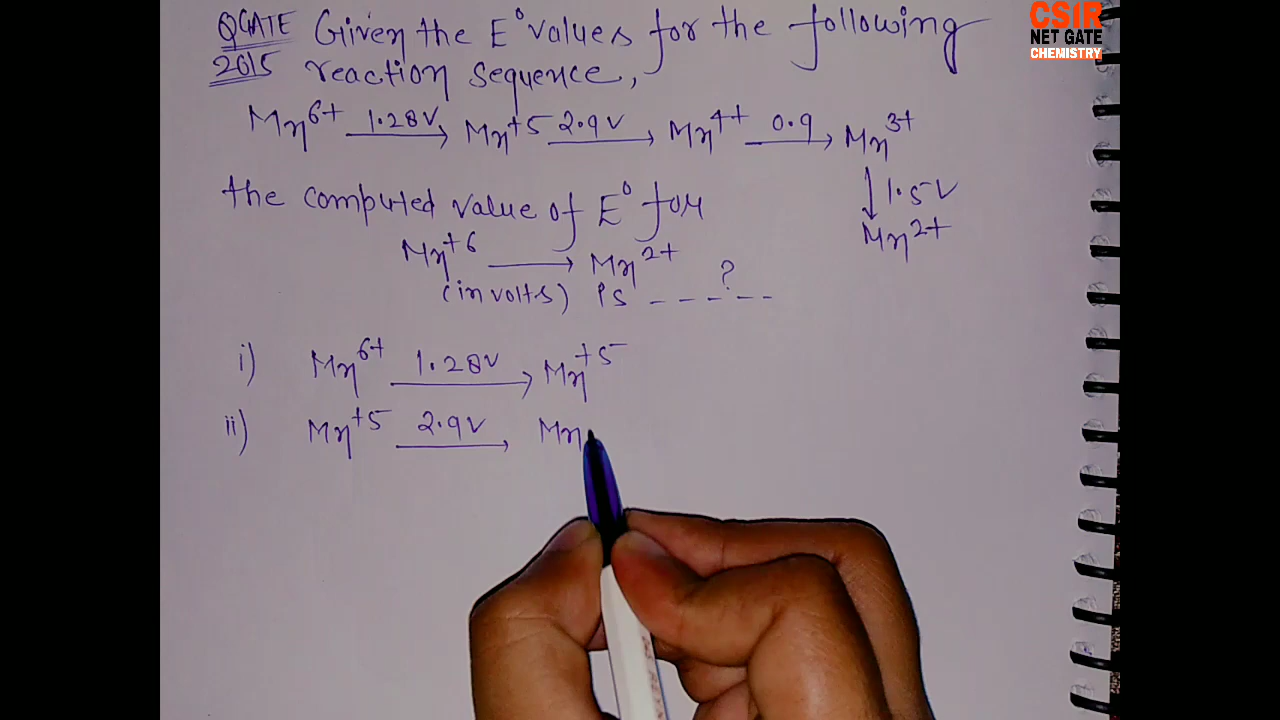 QGATE Given the E° values for the following
2015 reaction sequence,
CSIR
NET GATE
CHEMISTRY
Mn⁶⁺ 1.28V → Mn⁺⁵ 2.9V → Mn⁴⁺ 0.9 → Mn³⁺
↓ 1.5V
Mn²⁺
the computed value of E° for
Mn⁺⁶ → Mn²⁺
(in volts) is - - - ? - -
i) Mn⁶⁺ 1.28V → Mn⁺⁵
ii) Mn⁺⁵ 2.9V → Mn